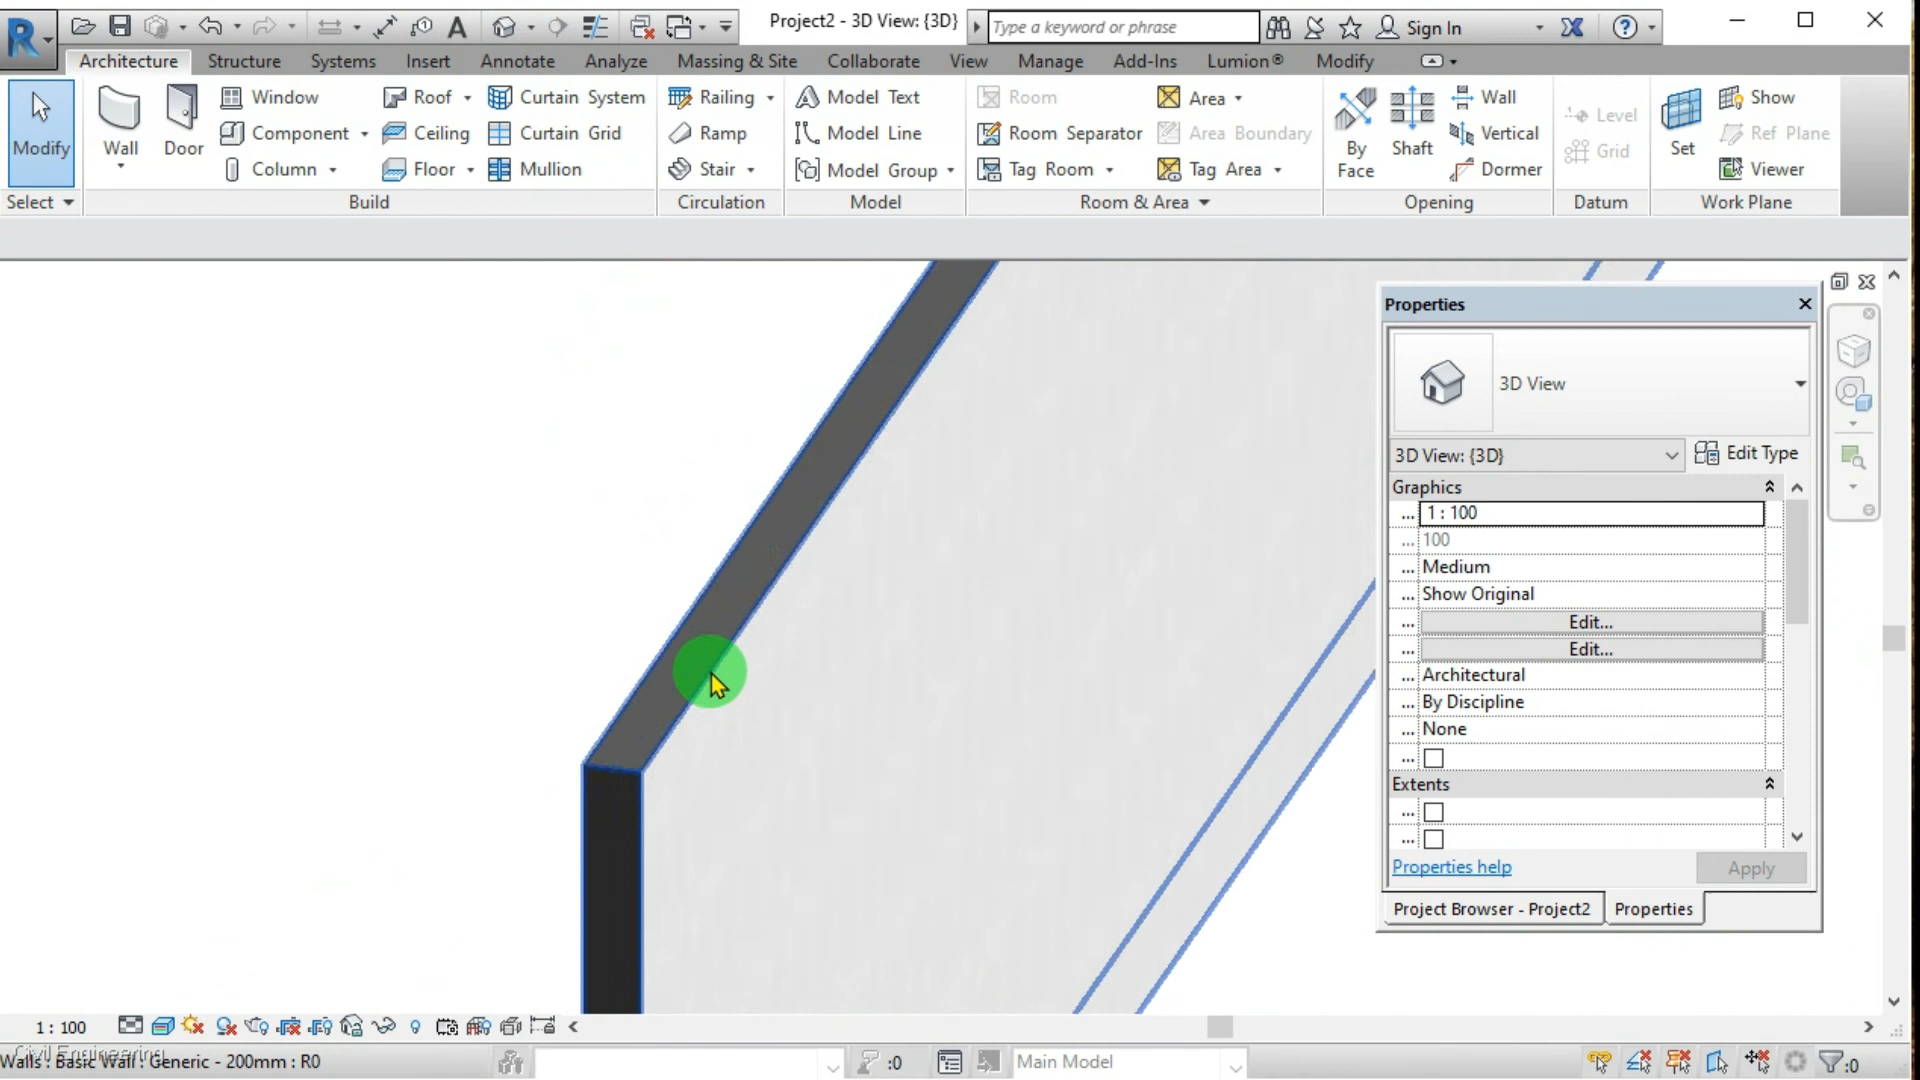 Project2 - 3D View: {3D}
Type a keyword or phrase
Sign In
Architecture Structure Systems Insert Annotate Analyze Massing & Site Collaborate View Manage Add-Ins Lumion® Modify
Modify
Wall
Door
Window
Component
Column
Roof
Ceiling
Floor
Curtain System
Curtain Grid
Mullion
Railing
Ramp
Stair
Model Text
Model Line
Model Group
Room
Room Separator
Tag Room
Area
Area Boundary
Tag Area
By
Face
Shaft
Wall
Vertical
Dormer
Level
Grid
Set
Show
Ref Plane
Viewer
Select Build Circulation Model Room & Area Opening Datum Work Plane
Properties
3D View
3D View: {3D}
Edit Type
Graphics
... 1 : 100
... 100
... Medium
... Show Original
... Edit...
... Edit...
... Architectural
... By Discipline
... None
...
Extents
...
...
Properties help
Apply
Project Browser - Project2
Properties
1 : 100
Civil Engineering
Walls : Basic Wall : Generic - 200mm : R0
:0
Main Model
:0